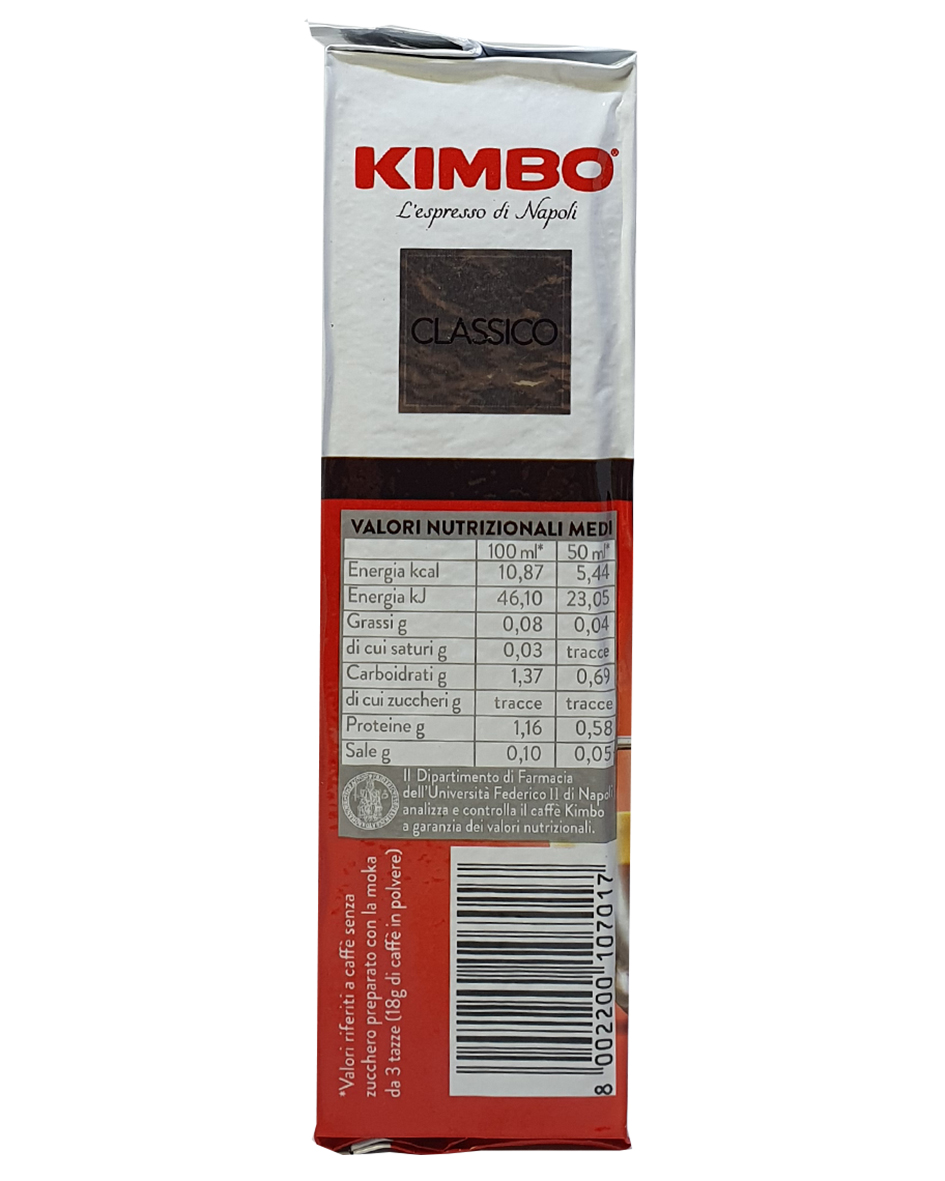 KIMBO®
L'espresso di Napoli
CLASSICO
VALORI NUTRIZIONALI MEDI
100 ml* 50 ml*
Energia kcal 10,87 5,44
Energia kJ 46,10 23,05
Grassi g 0,08 0,04
di cui saturi g 0,03 tracce
Carboidrati g 1,37 0,69
di cui zuccheri g tracce tracce
Proteine g 1,16 0,58
Sale g 0,10 0,05
Il Dipartimento di Farmacia
dell'Università Federico II di Napoli
analizza e controlla il caffè Kimbo
a garanzia dei valori nutrizionali.
*Valori riferiti a caffè senza
zucchero preparato con la moka
da 3 tazze (18g di caffè in polvere)
8 002200 107017